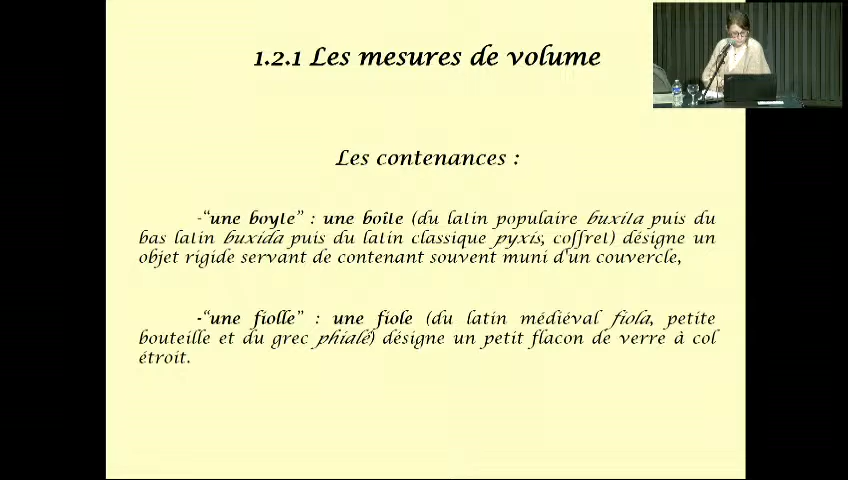 1.2.1 Les mesures de volume
Les contenances :
-“une boyte” : une boîte (du latin populaire buxita puis du
bas latin buxida puis du latin classique pyxis, coffret) désigne un
objet rigide servant de contenant souvent muni d'un couvercle,
-“une fiolle” : une fiole (du latin médiéval fiola, petite
bouteille et du grec phialé) désigne un petit flacon de verre à col
étroit.